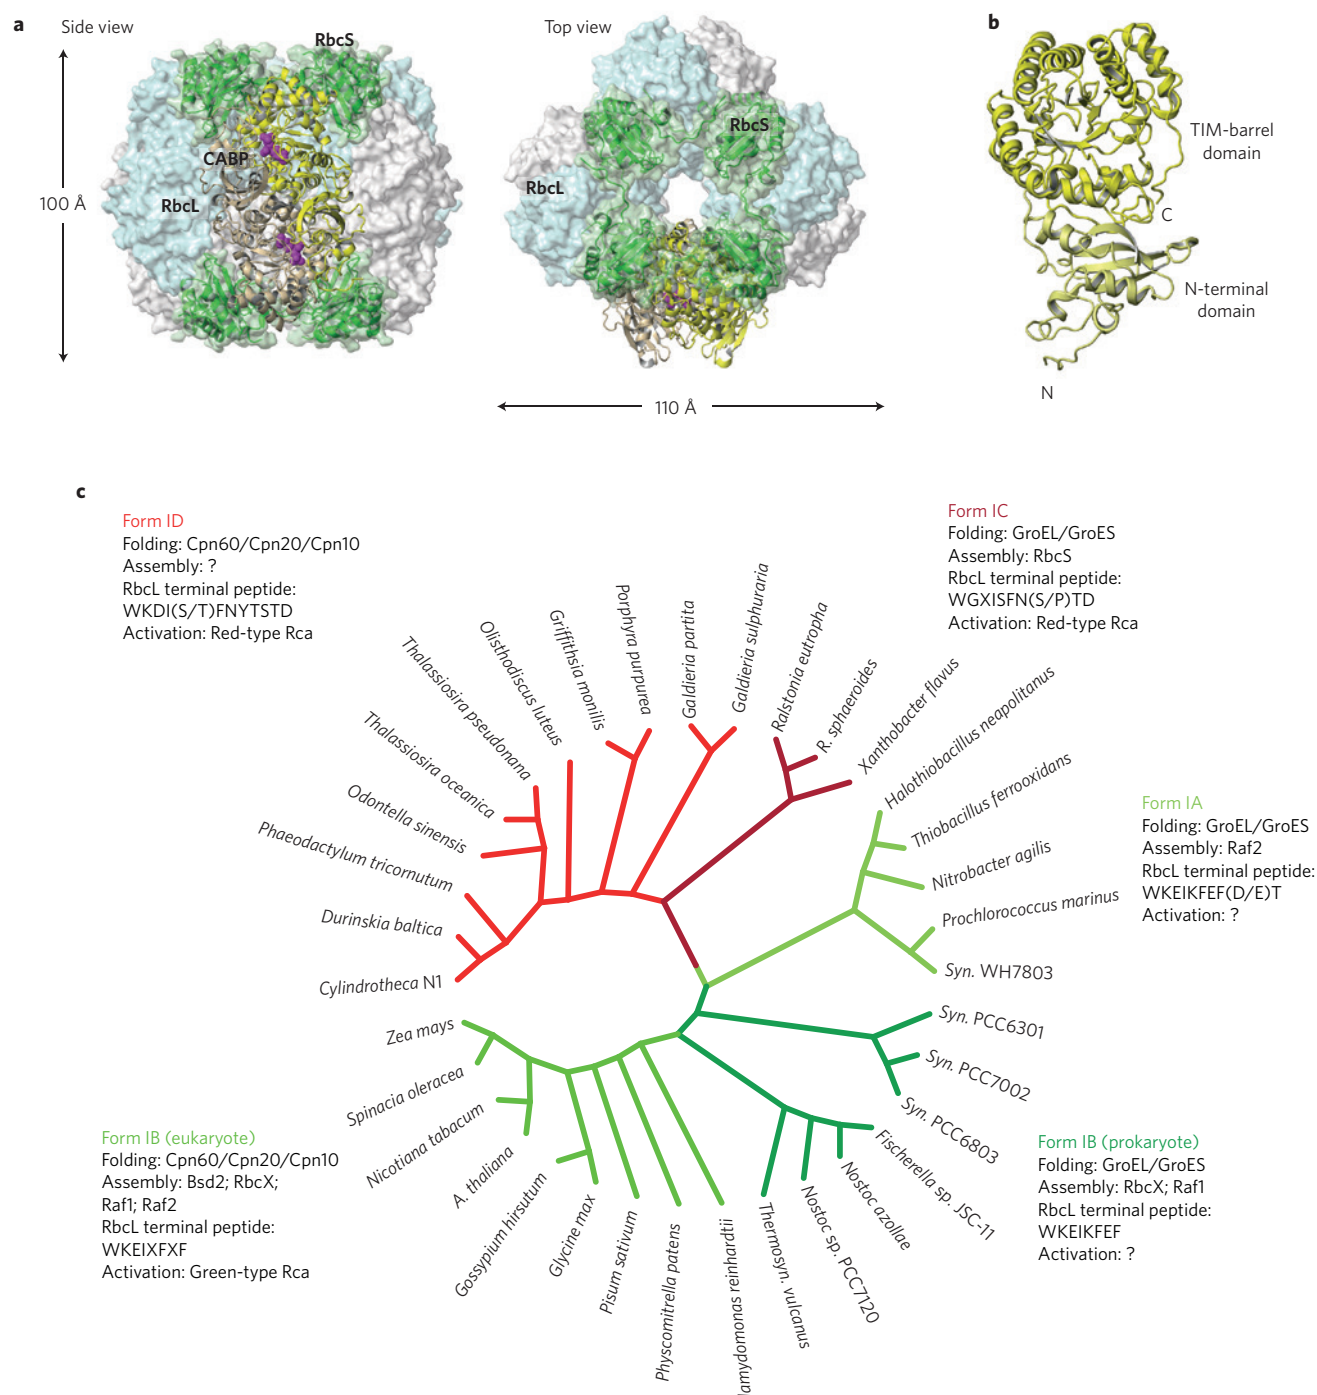 a
Side view
RbcS
CABP
RbcL
100 Å
Top view
RbcS
RbcL
110 Å
b
TIM-barrel
domain
C
N-terminal
domain
N
c
Form ID
Folding: Cpn60/Cpn20/Cpn10
Assembly: ?
RbcL terminal peptide:
WKDI(S/T)FNYTSTD
Activation: Red-type Rca
Form IC
Folding: GroEL/GroES
Assembly: RbcS
RbcL terminal peptide:
WGXISFN(S/P)TD
Activation: Red-type Rca
Form IA
Folding: GroEL/GroES
Assembly: Raf2
RbcL terminal peptide:
WKEIKFEF(D/E)T
Activation: ?
Form IB (prokaryote)
Folding: GroEL/GroES
Assembly: RbcX; Raf1
RbcL terminal peptide:
WKEIKFEF
Activation: ?
Form IB (eukaryote)
Folding: Cpn60/Cpn20/Cpn10
Assembly: Bsd2; RbcX;
Raf1; Raf2
RbcL terminal peptide:
WKEIXFXF
Activation: Green-type Rca
Cylindrotheca N1
Durinskia baltica
Phaeodactylum tricornutum
Odontella sinensis
Thalassiosira oceanica
Thalassiosira pseudonana
Olisthodiscus luteus
Griffithsia monilis
Porphyra purpurea
Galdieria partita
Galdieria sulphuraria
Ralstonia eutropha
R. sphaeroides
Xanthobacter flavus
Halothiobacillus neapolitanus
Thiobacillus ferrooxidans
Nitrobacter agilis
Prochlorococcus marinus
Syn. WH7803
Syn. PCC6301
Syn. PCC7002
Syn. PCC6803
Fischerella sp. JSC-11
Nostoc azollae
Nostoc sp. PCC7120
Thermosyn. vulcanus
lamydomonas reinhardtii
Physcomitrella patens
Pisum sativum
Glycine max
Gossypium hirsutum
A. thaliana
Nicotiana tabacum
Spinacia oleracea
Zea mays